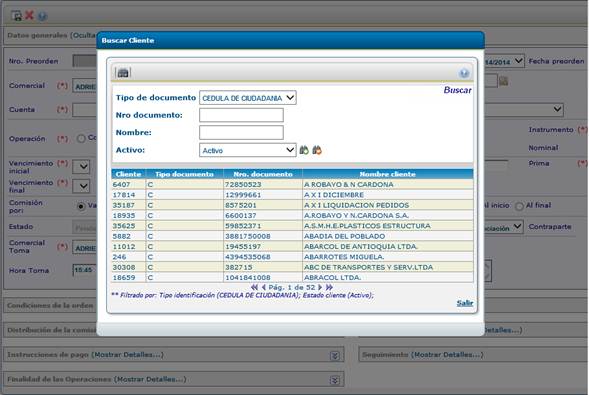 Datos generales (Ocultar
Buscar Cliente
Nro. Preorden
14/2014
Fecha preorden
Comercial (*) ADRIE
Cuenta (*)
Operación (*)
Instrumento (*)
Nominal
Vencimiento (*)
inicial
Prima (*)
Vencimiento (*)
final
Comisión (*)
por:
Al inicio
Al final
Estado
Contraparte
Comercial
Toma
ADRIE
Hora Toma 15:45
Buscar
Tipo de documento CEDULA DE CIUDADANIA
Nro documento:
Nombre:
Activo: Activo
Cliente Tipo documento Nro. documento Nombre cliente
6407 C 72850523 A ROBAYO & N CARDONA
17814 C 12999661 A X I DICIEMBRE
35187 C 8575201 A X I LIQUIDACION PEDIDOS
18935 C 6600137 A.ROBAYO Y N.CARDONA S.A.
35625 C 59852371 A.S.M.H.E.PLASTICOS ESTRUCTURA
5882 C 3881750008 ABADIA DEL POBLADO
11012 C 19455197 ABARCOL DE ANTIOQUIA LTDA.
246 C 4394535068 ABARROTES MIGUELA.
30308 C 382715 ABC DE TRANSPORTES Y SERV.LTDA
18659 C 1041841008 ABRACOL LTDA.
Pág. 1 de 52
** Filtrado por: Tipo identificación (CEDULA DE CIUDADANIA); Estado cliente (Activo);
Salir
Condiciones de la orden
Distribución de la comisi
(Mostrar Detalles...)
Instrucciones de pago (Mostrar Detalles...)
Seguimiento (Mostrar Detalles...)
Finalidad de las Operaciones (Mostrar Detalles...)